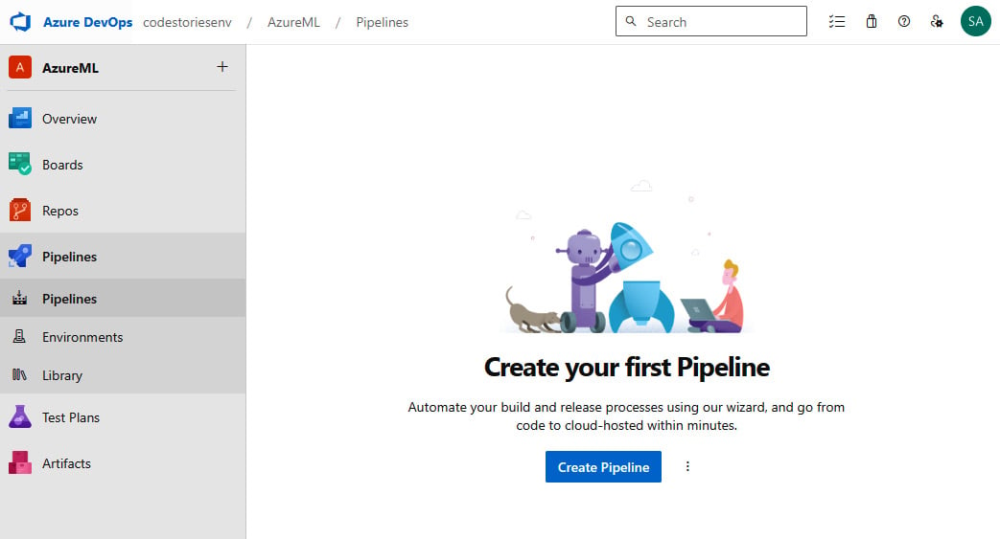 Azure DevOps codestoriesenv / AzureML / Pipelines Search SA
A AzureML +
Overview
Boards
Repos
Pipelines
Pipelines
Environments
Library
Test Plans
Artifacts
Create your first Pipeline
Automate your build and release processes using our wizard, and go from
code to cloud-hosted within minutes.
Create Pipeline